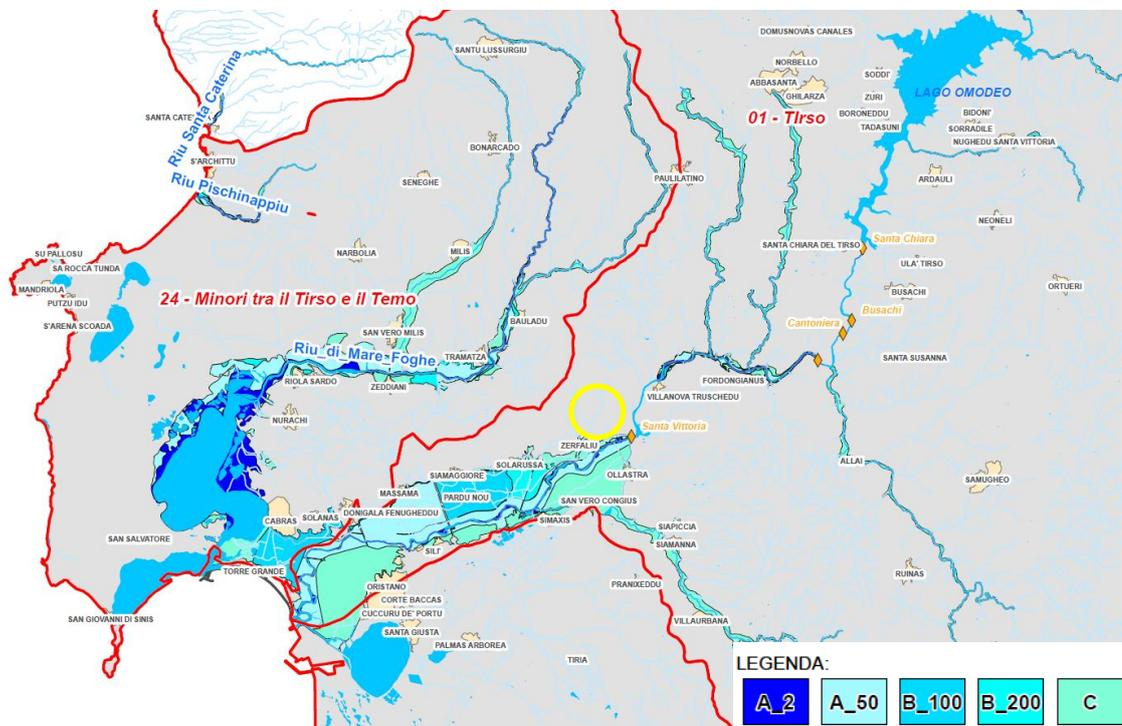 DOMUSNOVAS CANALES
SANTU LUSSURGIU
NORBELLO
ABBASANTA
SODDI'
GHILARZA
ZURI
LAGO OMODEO
Riu Santa Caterina
SANTA CATE'
BORONEDDU
BIDONI'
01 - TIrso
TADASUNI
SORRADILE
NUGHEDU SANTA VITTORIA
BONARCADO
S'ARCHITTU
PAULILATINO
ARDAULI
SENEGHE
Riu Pischinappiu
NEONELI
Santa Chiara
SANTA CHIARA DEL TIRSO
MILIS
NARBOLIA
SU PALLOSU
SA ROCCA TUNDA
ULA' TIRSO
MANDRIOLA
PUTZU IDU
BUSACHI
ORTUERI
24 - Minori tra il Tirso e il Temo
Busachi
BAULADU
Cantoniera
S'ARENA SCOADA
SAN VERO MILIS
Riu_di_Mare_Foghe
TRAMATZA
SANTA SUSANNA
RIOLA SARDO
ZEDDIANI
FORDONGIANUS
VILLANOVA TRUSCHEDU
NURACHI
Santa Vittoria
ZERFALIU
ALLAI
SOLARUSSA
SIAMAGGIORE
OLLASTRA
SAMUGHEO
MASSAMA
PARDU NOU
SAN VERO CONGIUS
DONIGALA FENUGHEDDU
SOLANAS
CABRAS
SIMAXIS
SIAPICCIA
SAN SALVATORE
SIAMANNA
SILI'
TORRE GRANDE
RUINAS
ORISTANO
PRANIXEDDU
CORTE BACCAS
CUCCURU DE' PORTU
SAN GIOVANNI DI SINIS
VILLAURBANA
SANTA GIUSTA
PALMAS ARBOREA
TIRIA
LEGENDA:
A_2
A_50
B_100
B_200
C